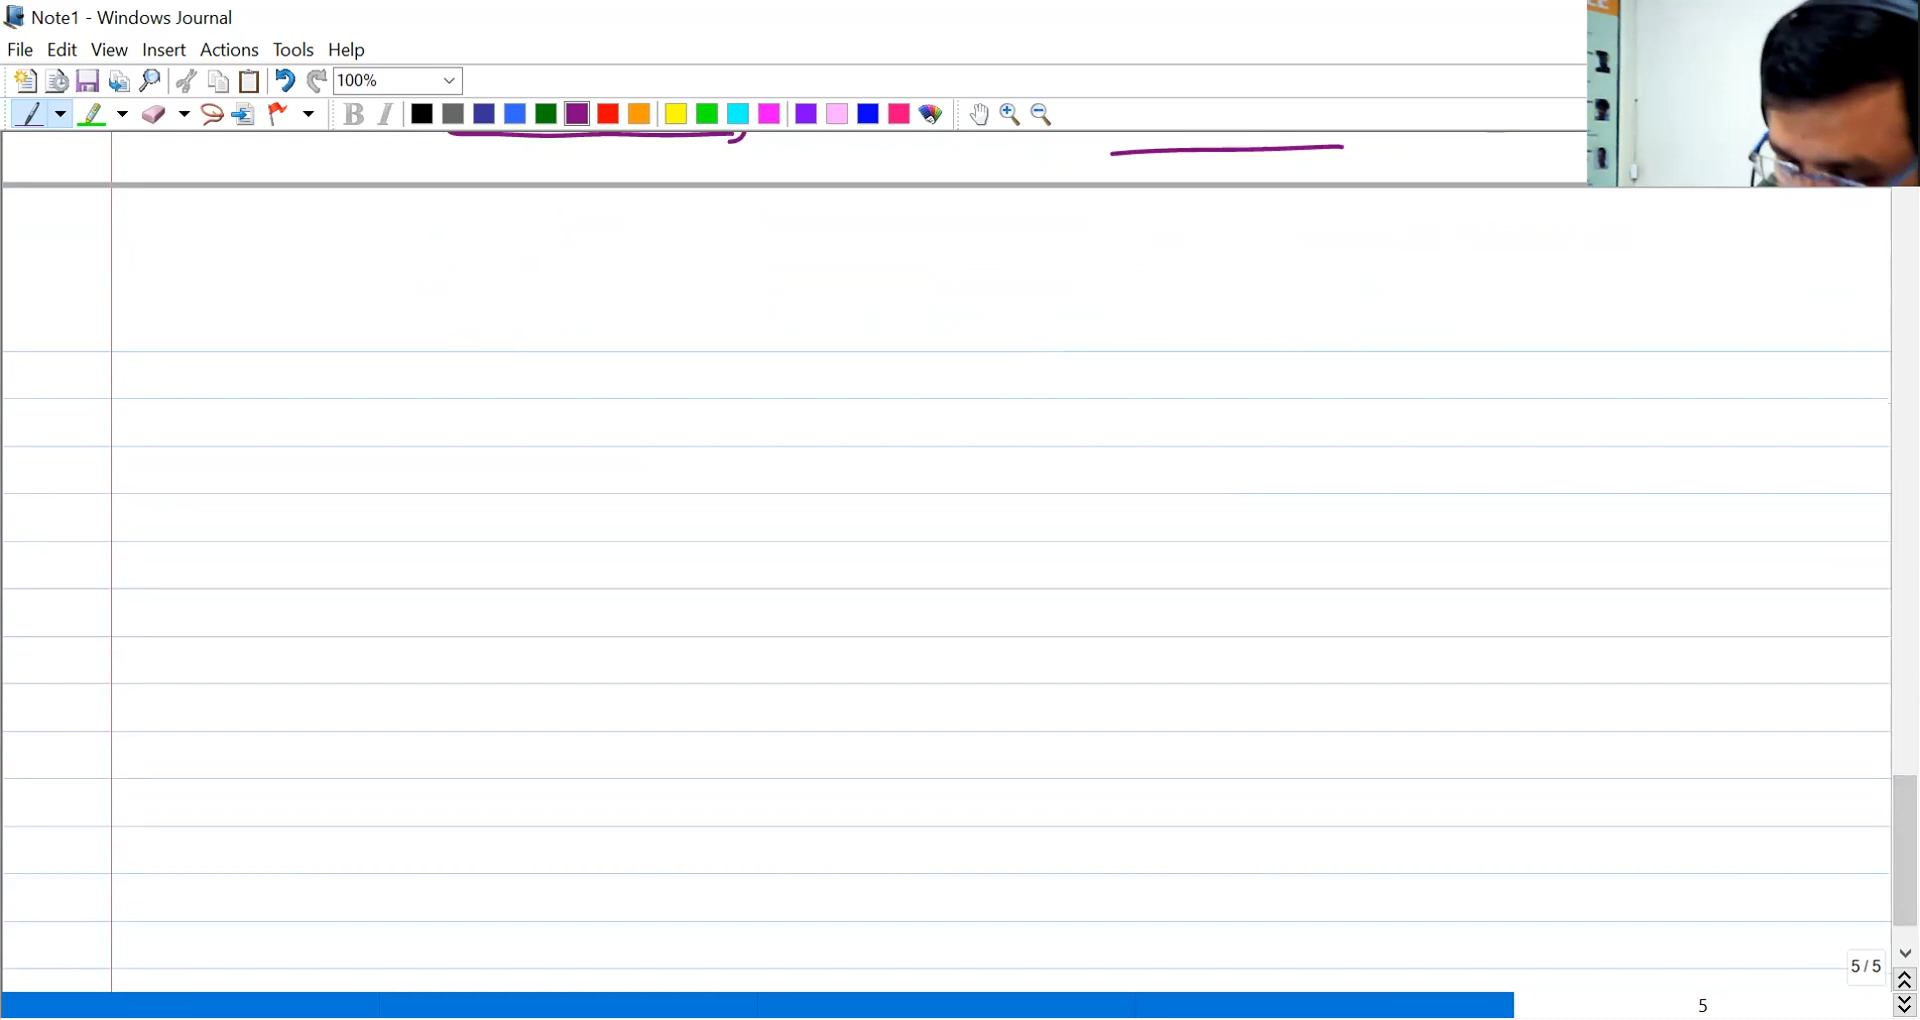 Note1 - Windows Journal
File Edit View Insert Actions Tools Help
100%
B I
5 / 5
5